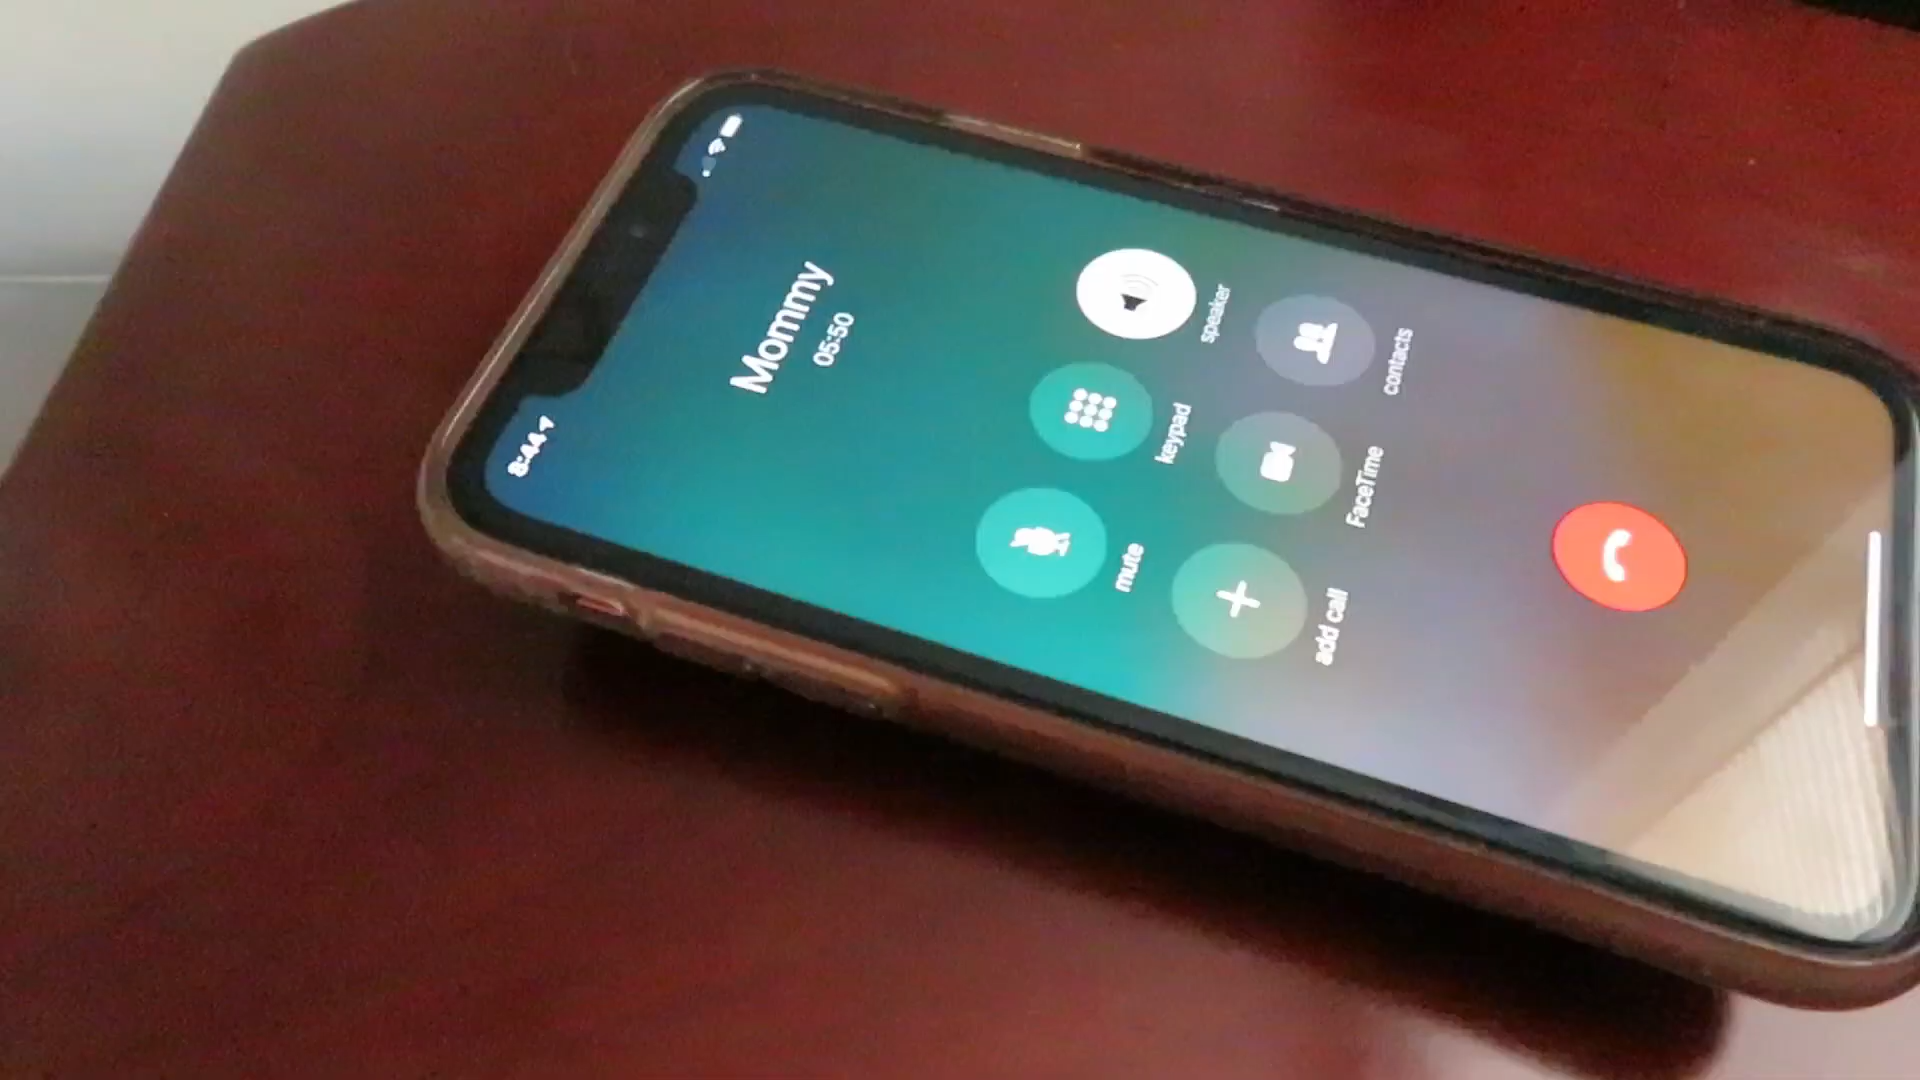 8:44
Mommy
05:50
mute
keypad
speaker
add call
FaceTime
contacts